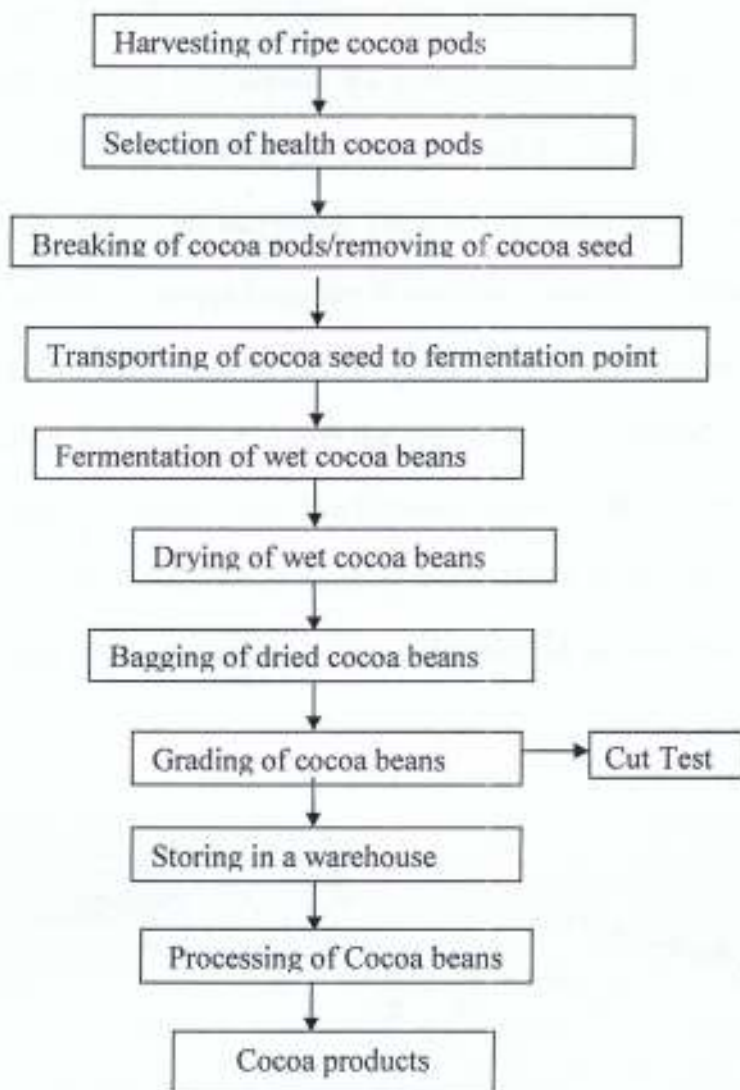 Harvesting of ripe cocoa pods
Selection of health cocoa pods
Breaking of cocoa pods/removing of cocoa seed
Transporting of cocoa seed to fermentation point
Fermentation of wet cocoa beans
Drying of wet cocoa beans
Bagging of dried cocoa beans
Grading of cocoa beans
Cut Test
Storing in a warehouse
Processing of Cocoa beans
Cocoa products